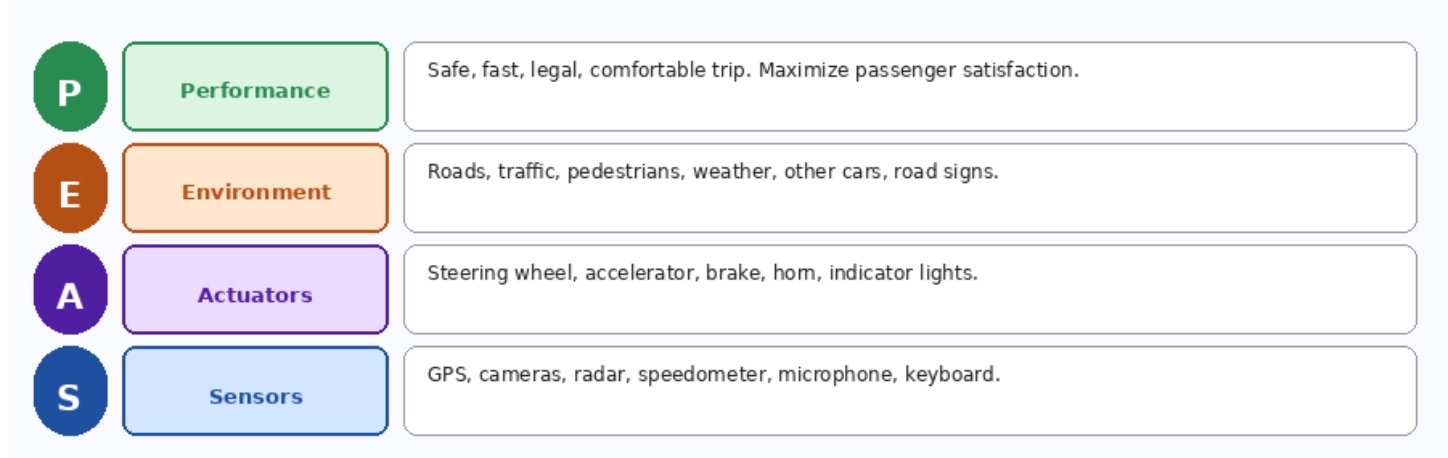 P
Performance
Safe, fast, legal, comfortable trip. Maximize passenger satisfaction.
E
Environment
Roads, traffic, pedestrians, weather, other cars, road signs.
A
Actuators
Steering wheel, accelerator, brake, horn, indicator lights.
S
Sensors
GPS, cameras, radar, speedometer, microphone, keyboard.